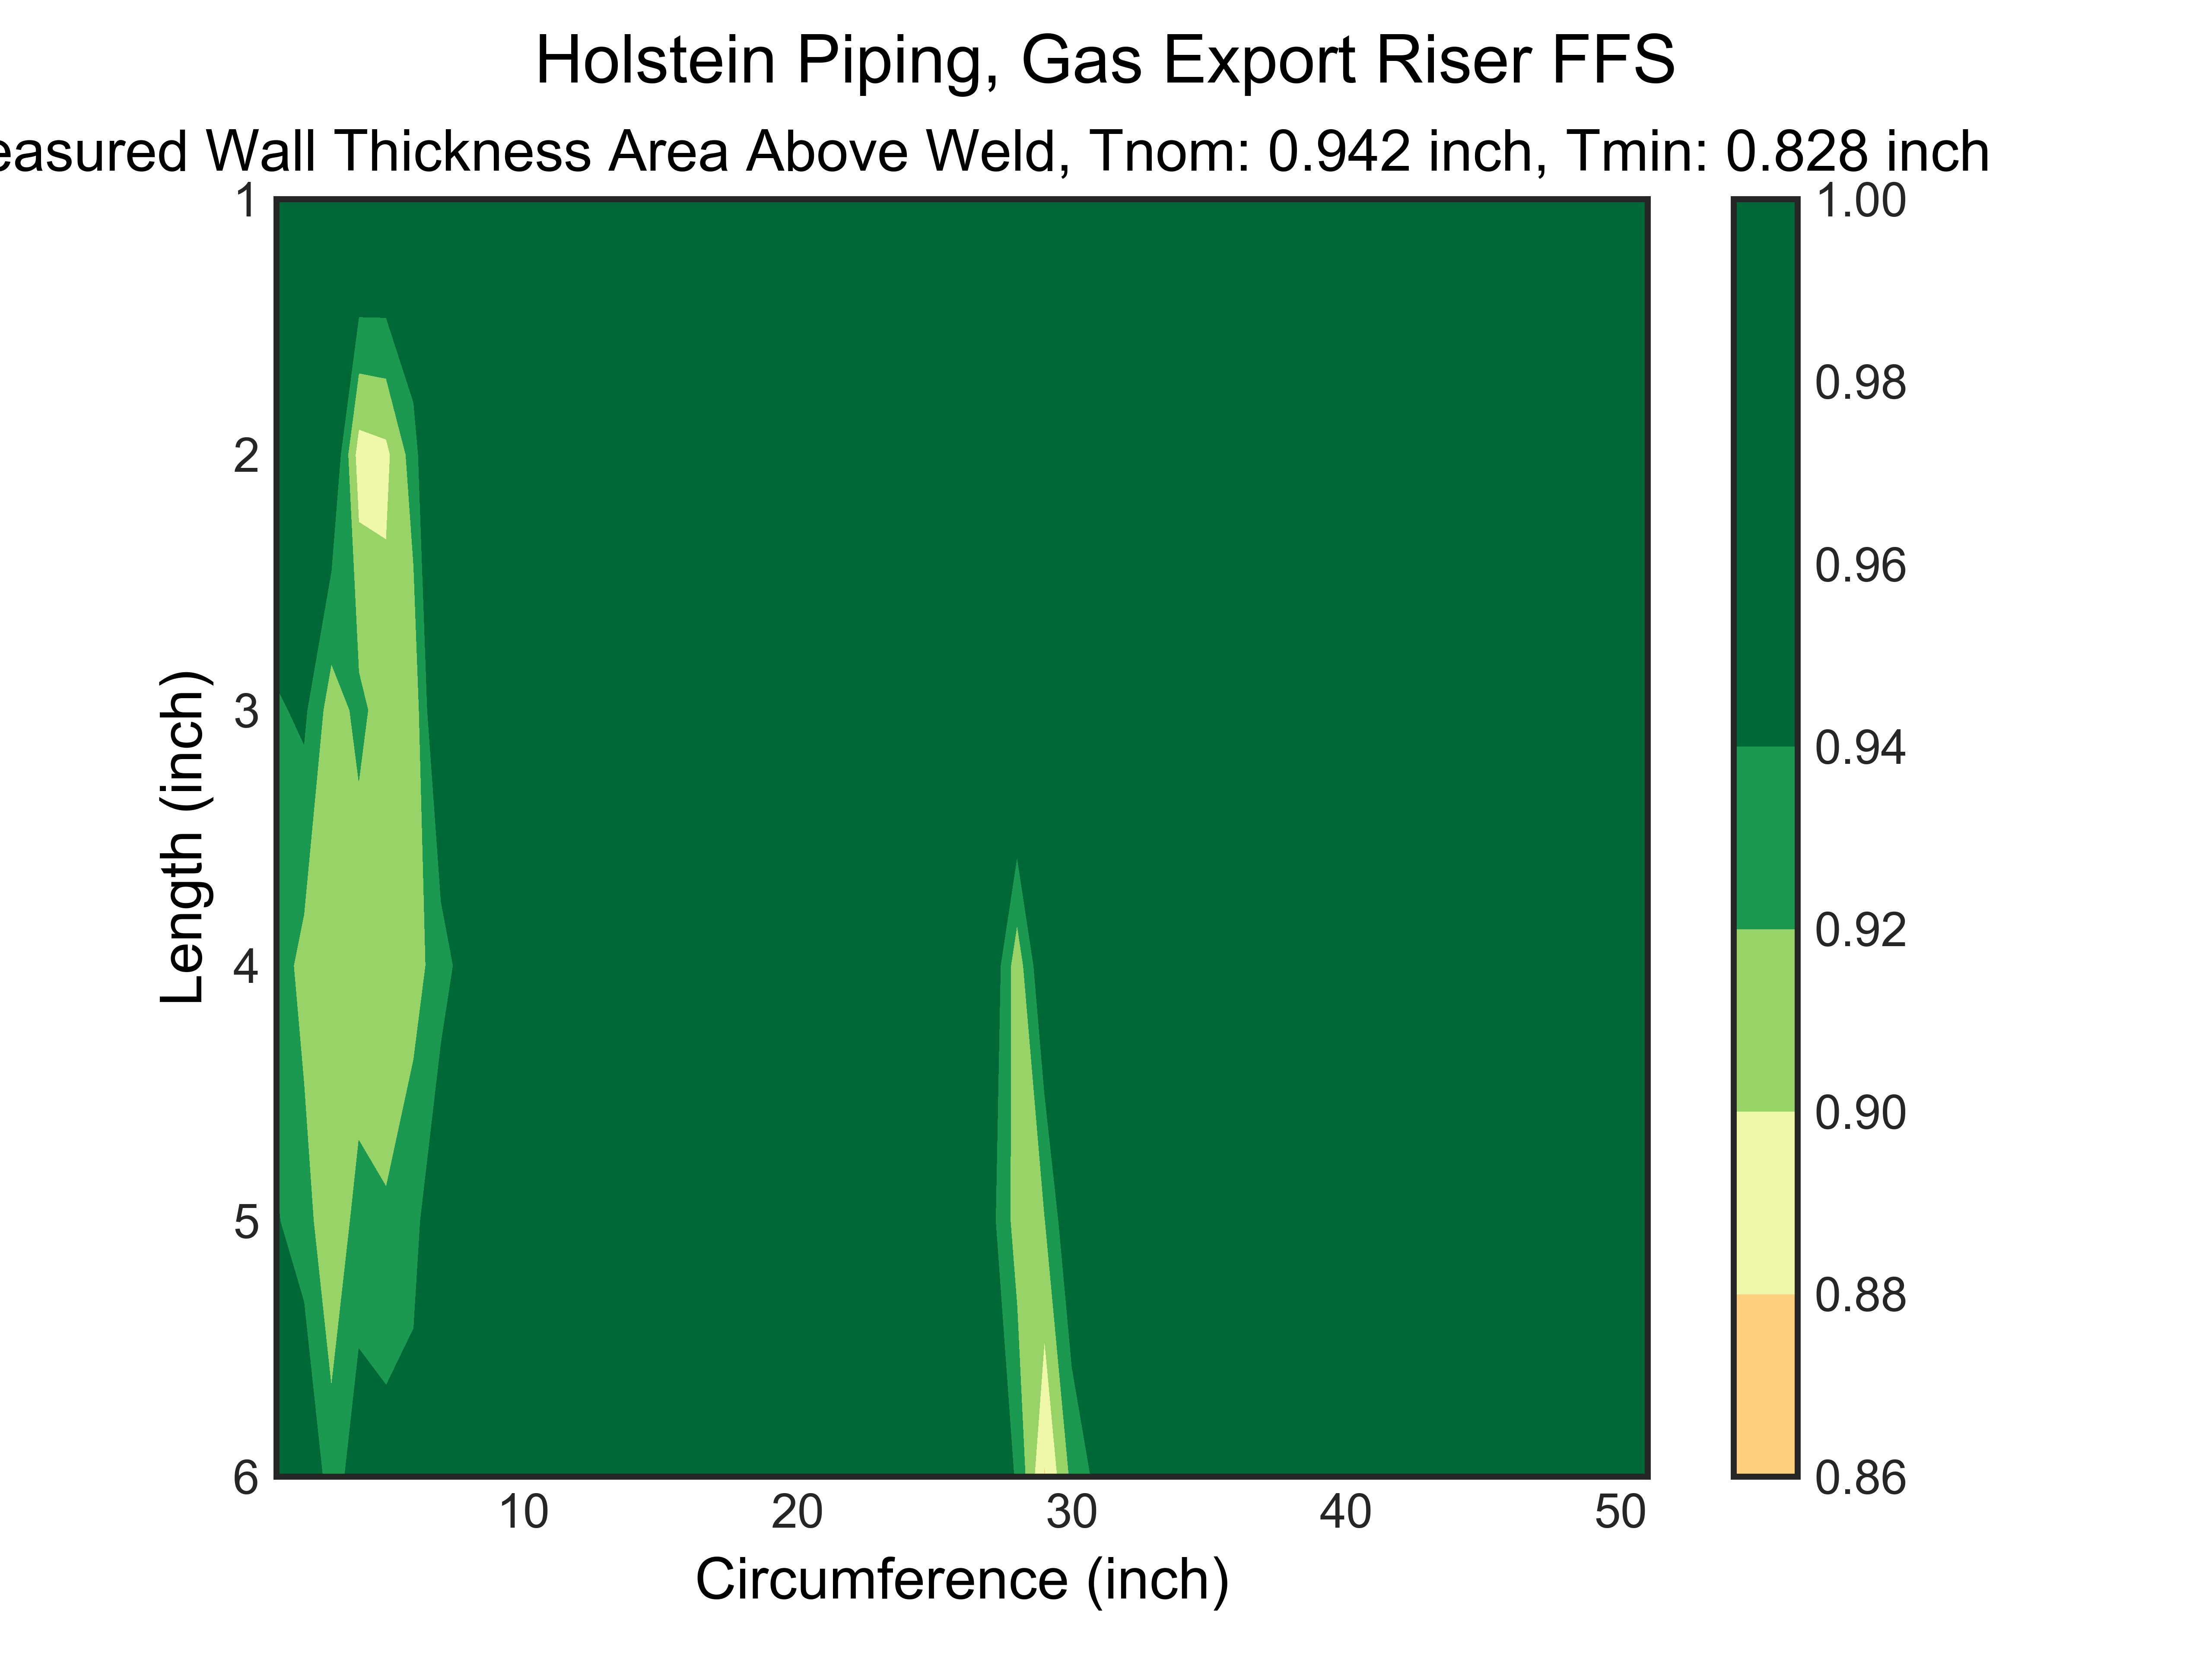 Holstein Piping, Gas Export Riser FFS
easured Wall Thickness Area Above Weld, Tnom: 0.942 inch, Tmin: 0.828 inch
1
2
3
4
5
6
Length (inch)
10 20 30 40 50
Circumference (inch)
1.00
0.98
0.96
0.94
0.92
0.90
0.88
0.86